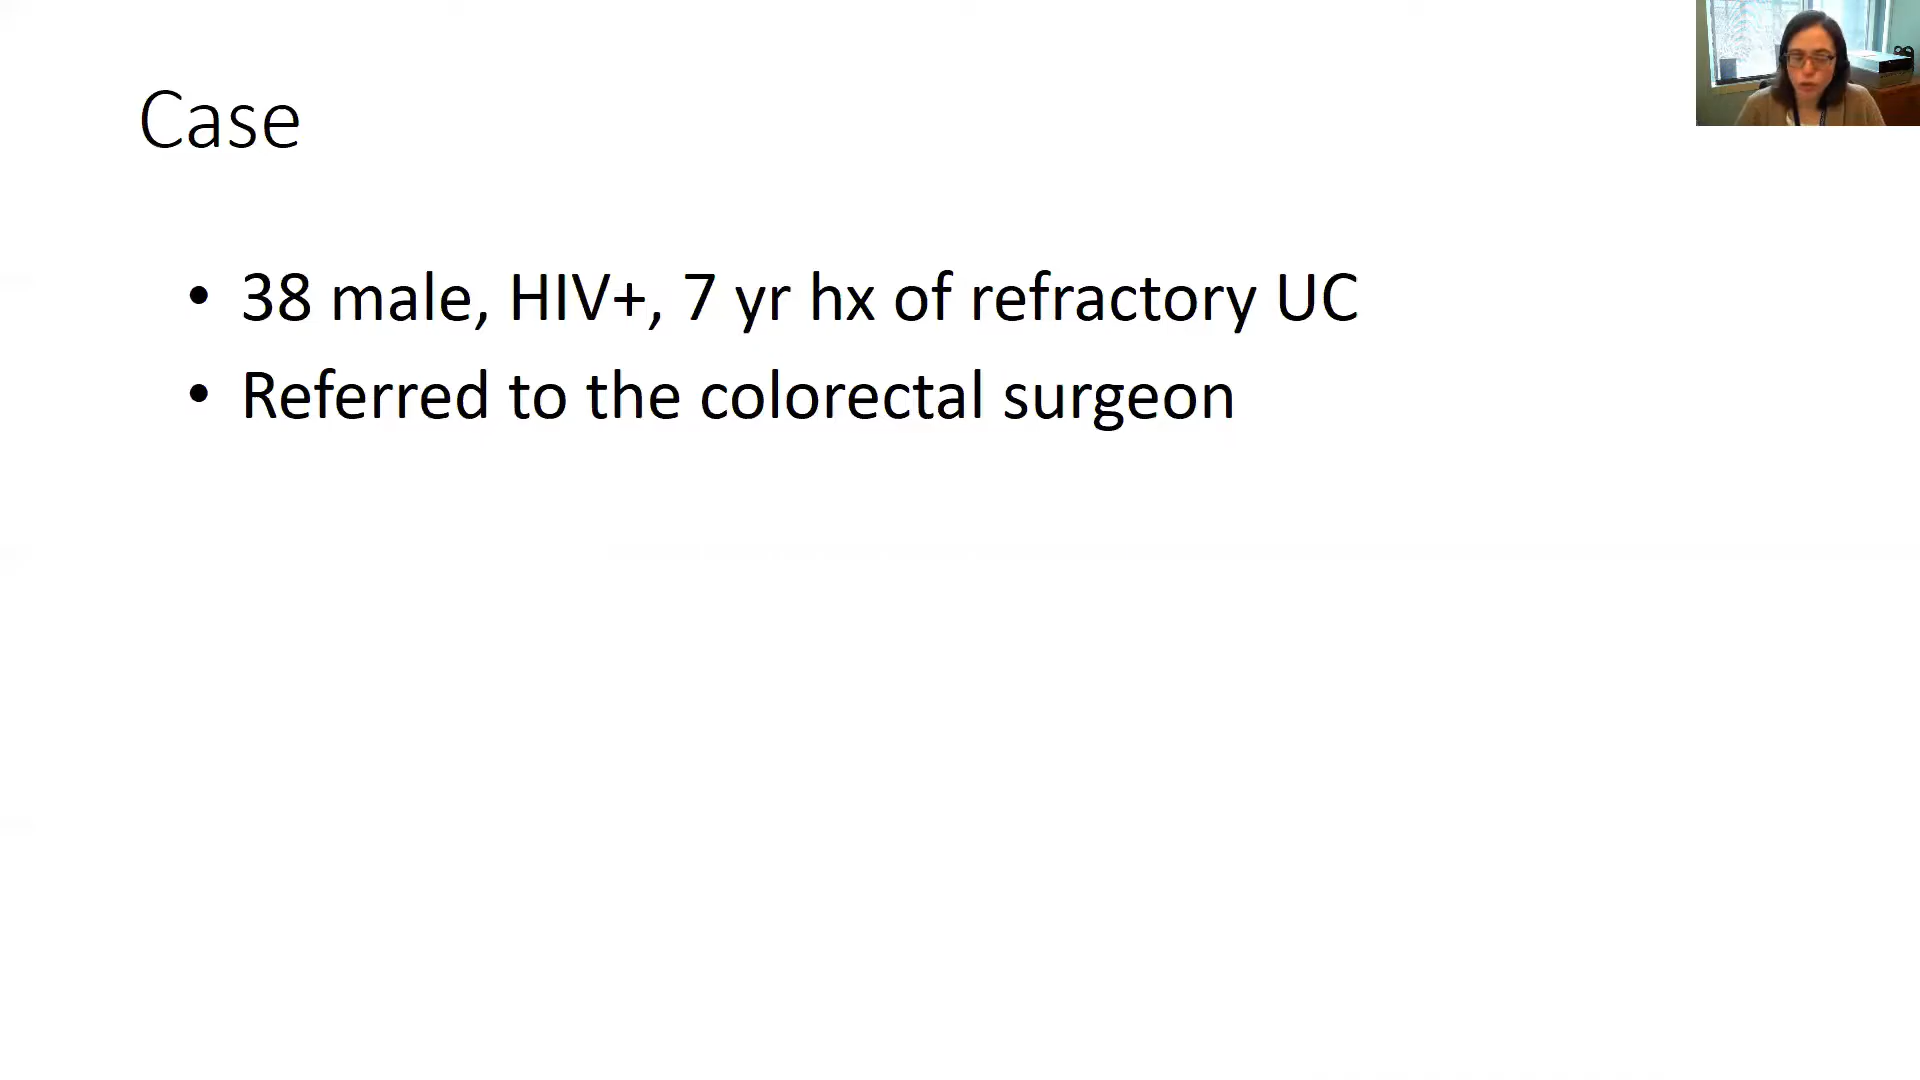 Case
• 38 male, HIV+, 7 yr hx of refractory UC
• Referred to the colorectal surgeon